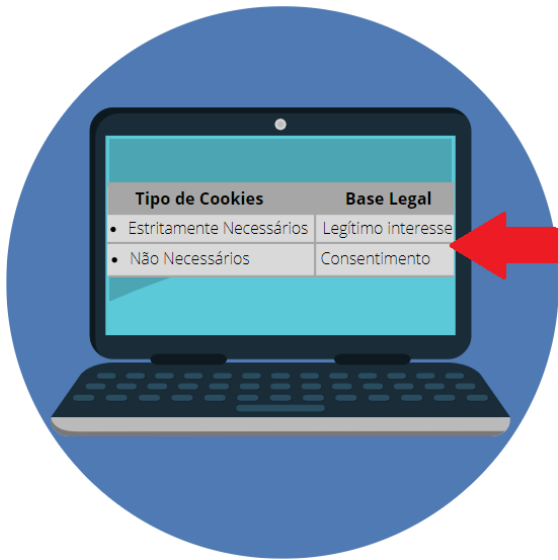 Tipo de Cookies Base Legal
• Estritamente Necessários Legítimo interesse
• Não Necessários Consentimento